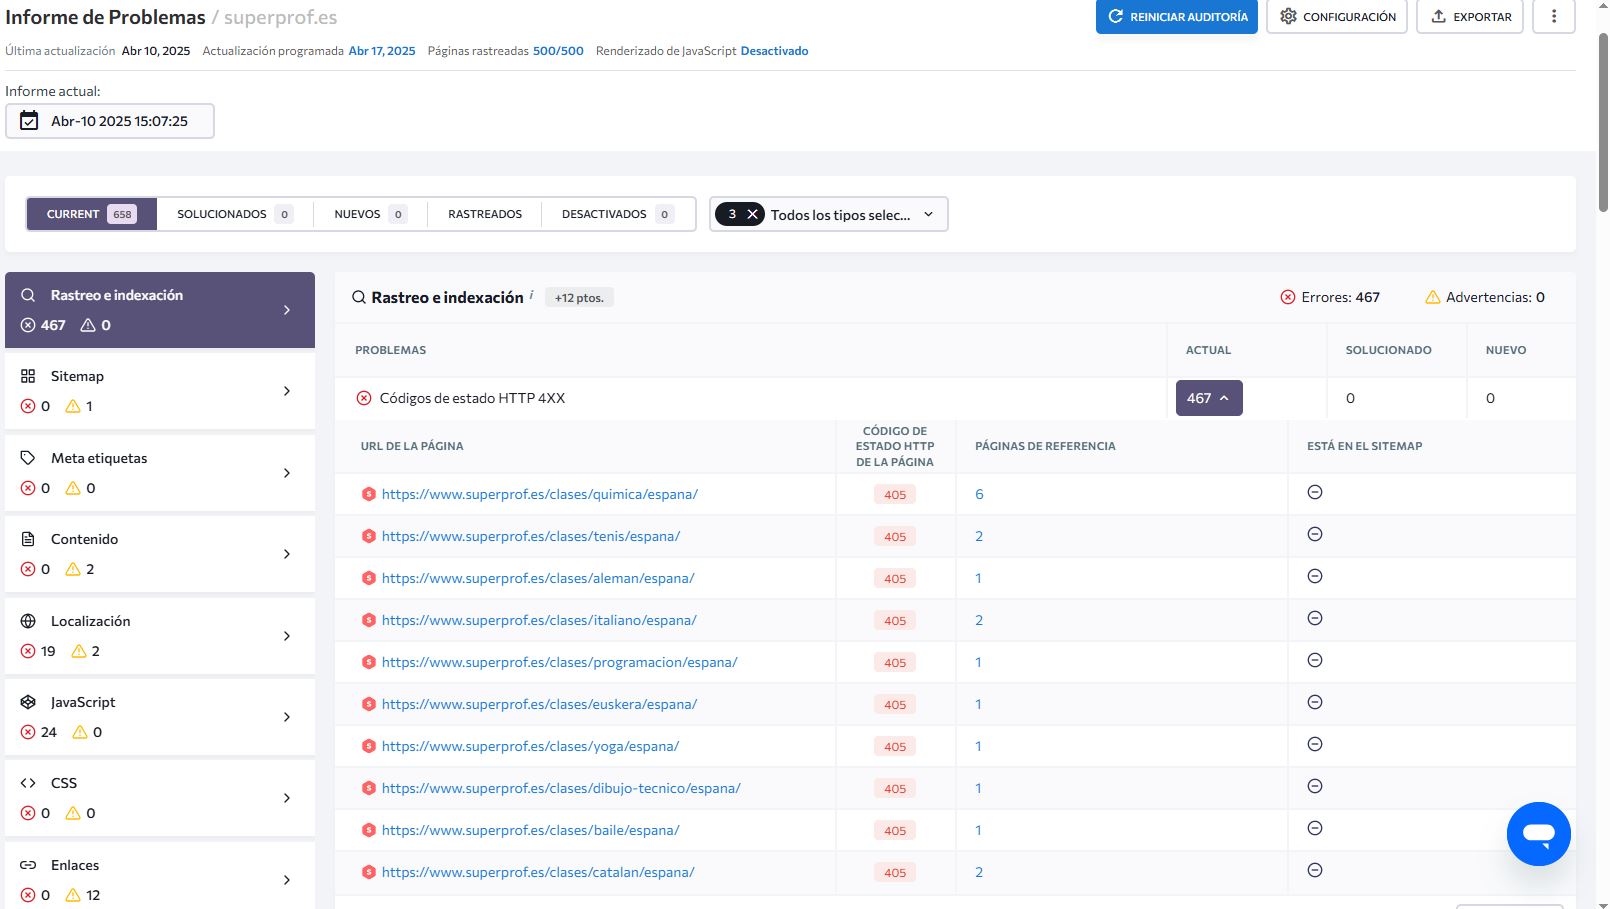 Informe de Problemas / superprof.es
REINICIAR AUDITORÍA
CONFIGURACIÓN
EXPORTAR
Última actualización Abr 10, 2025 Actualización programada Abr 17, 2025 Páginas rastreadas 500/500 Renderizado de JavaScript Desactivado
Informe actual:
Abr-10 2025 15:07:25
CURRENT 658 SOLUCIONADOS 0 NUEVOS 0 RASTREADOS DESACTIVADOS 0
3 Todos los tipos selec...
Rastreo e indexación
467 0
Sitemap
0 1
Meta etiquetas
0 0
Contenido
0 2
Localización
19 2
JavaScript
24 0
CSS
0 0
Enlaces
0 12
Rastreo e indexación i +12 ptos. Errores: 467 Advertencias: 0
PROBLEMAS ACTUAL SOLUCIONADO NUEVO
Códigos de estado HTTP 4XX 467 0 0
URL DE LA PÁGINA
CÓDIGO DE
ESTADO HTTP
DE LA PÁGINA
PÁGINAS DE REFERENCIA
ESTÁ EN EL SITEMAP
https://www.superprof.es/clases/quimica/espana/ 405 6
https://www.superprof.es/clases/tenis/espana/ 405 2
https://www.superprof.es/clases/aleman/espana/ 405 1
https://www.superprof.es/clases/italiano/espana/ 405 2
https://www.superprof.es/clases/programacion/espana/ 405 1
https://www.superprof.es/clases/euskera/espana/ 405 1
https://www.superprof.es/clases/yoga/espana/ 405 1
https://www.superprof.es/clases/dibujo-tecnico/espana/ 405 1
https://www.superprof.es/clases/baile/espana/ 405 1
https://www.superprof.es/clases/catalan/espana/ 405 2